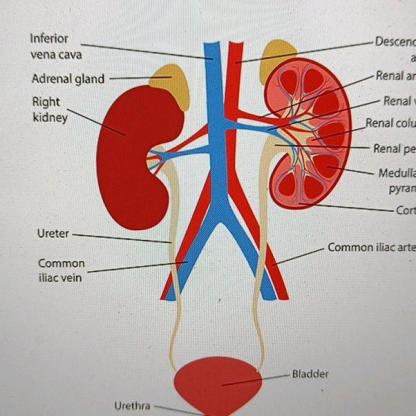 Inferior
vena cava
Adrenal gland
Right
kidney
Ureter
Common
iliac vein
Urethra
Descend
a
Renal ar
Renal
Renal colu
Renal pe
Medulla
pyram
Cort
Common iliac arte
Bladder